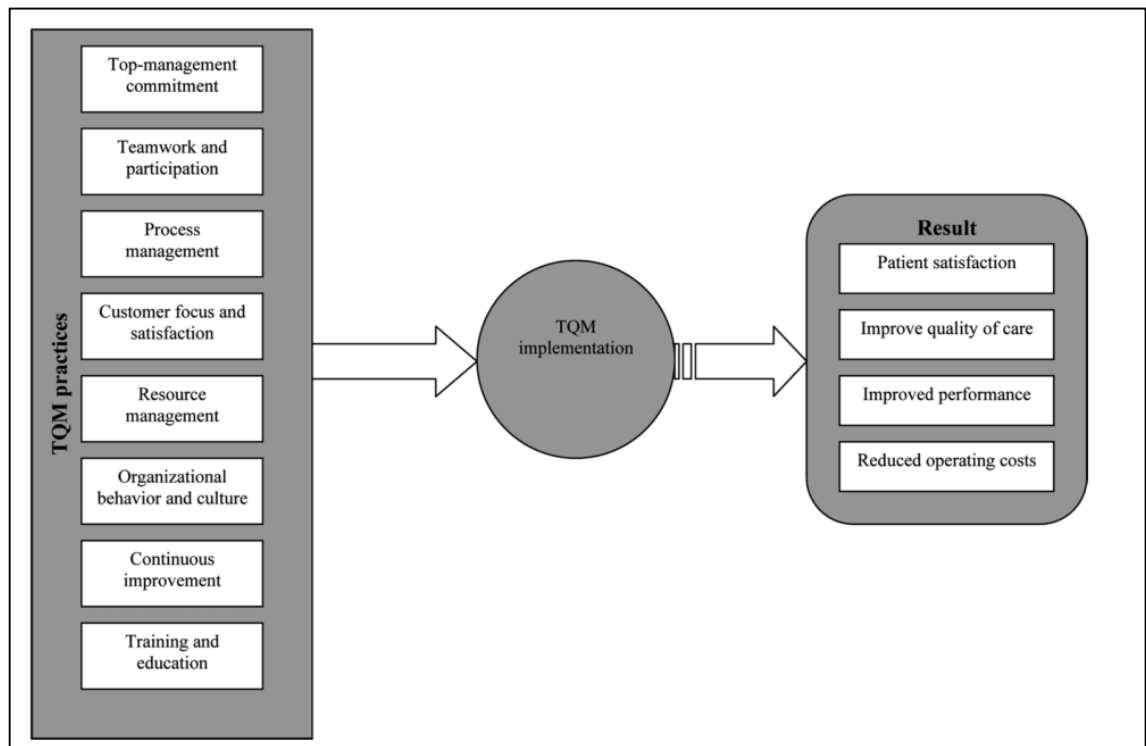 TQM practices
Top-management
commitment
Teamwork and
participation
Process
management
Customer focus and
satisfaction
Resource
management
Organizational
behavior and culture
Continuous
improvement
Training and
education
TQM
implementation
Result
Patient satisfaction
Improve quality of care
Improved performance
Reduced operating costs